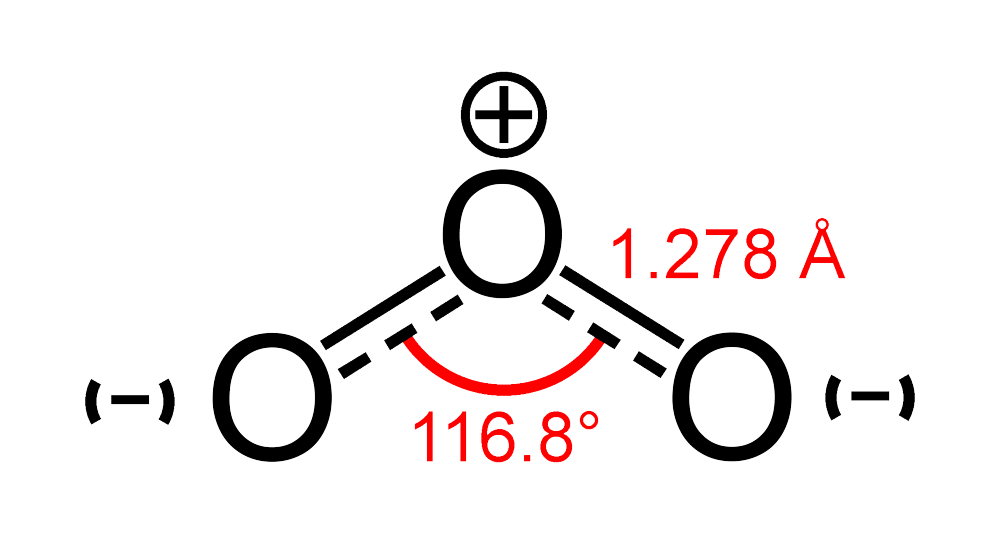 ⊕
O
1.278 Å
(−) O O (−)
116.8°